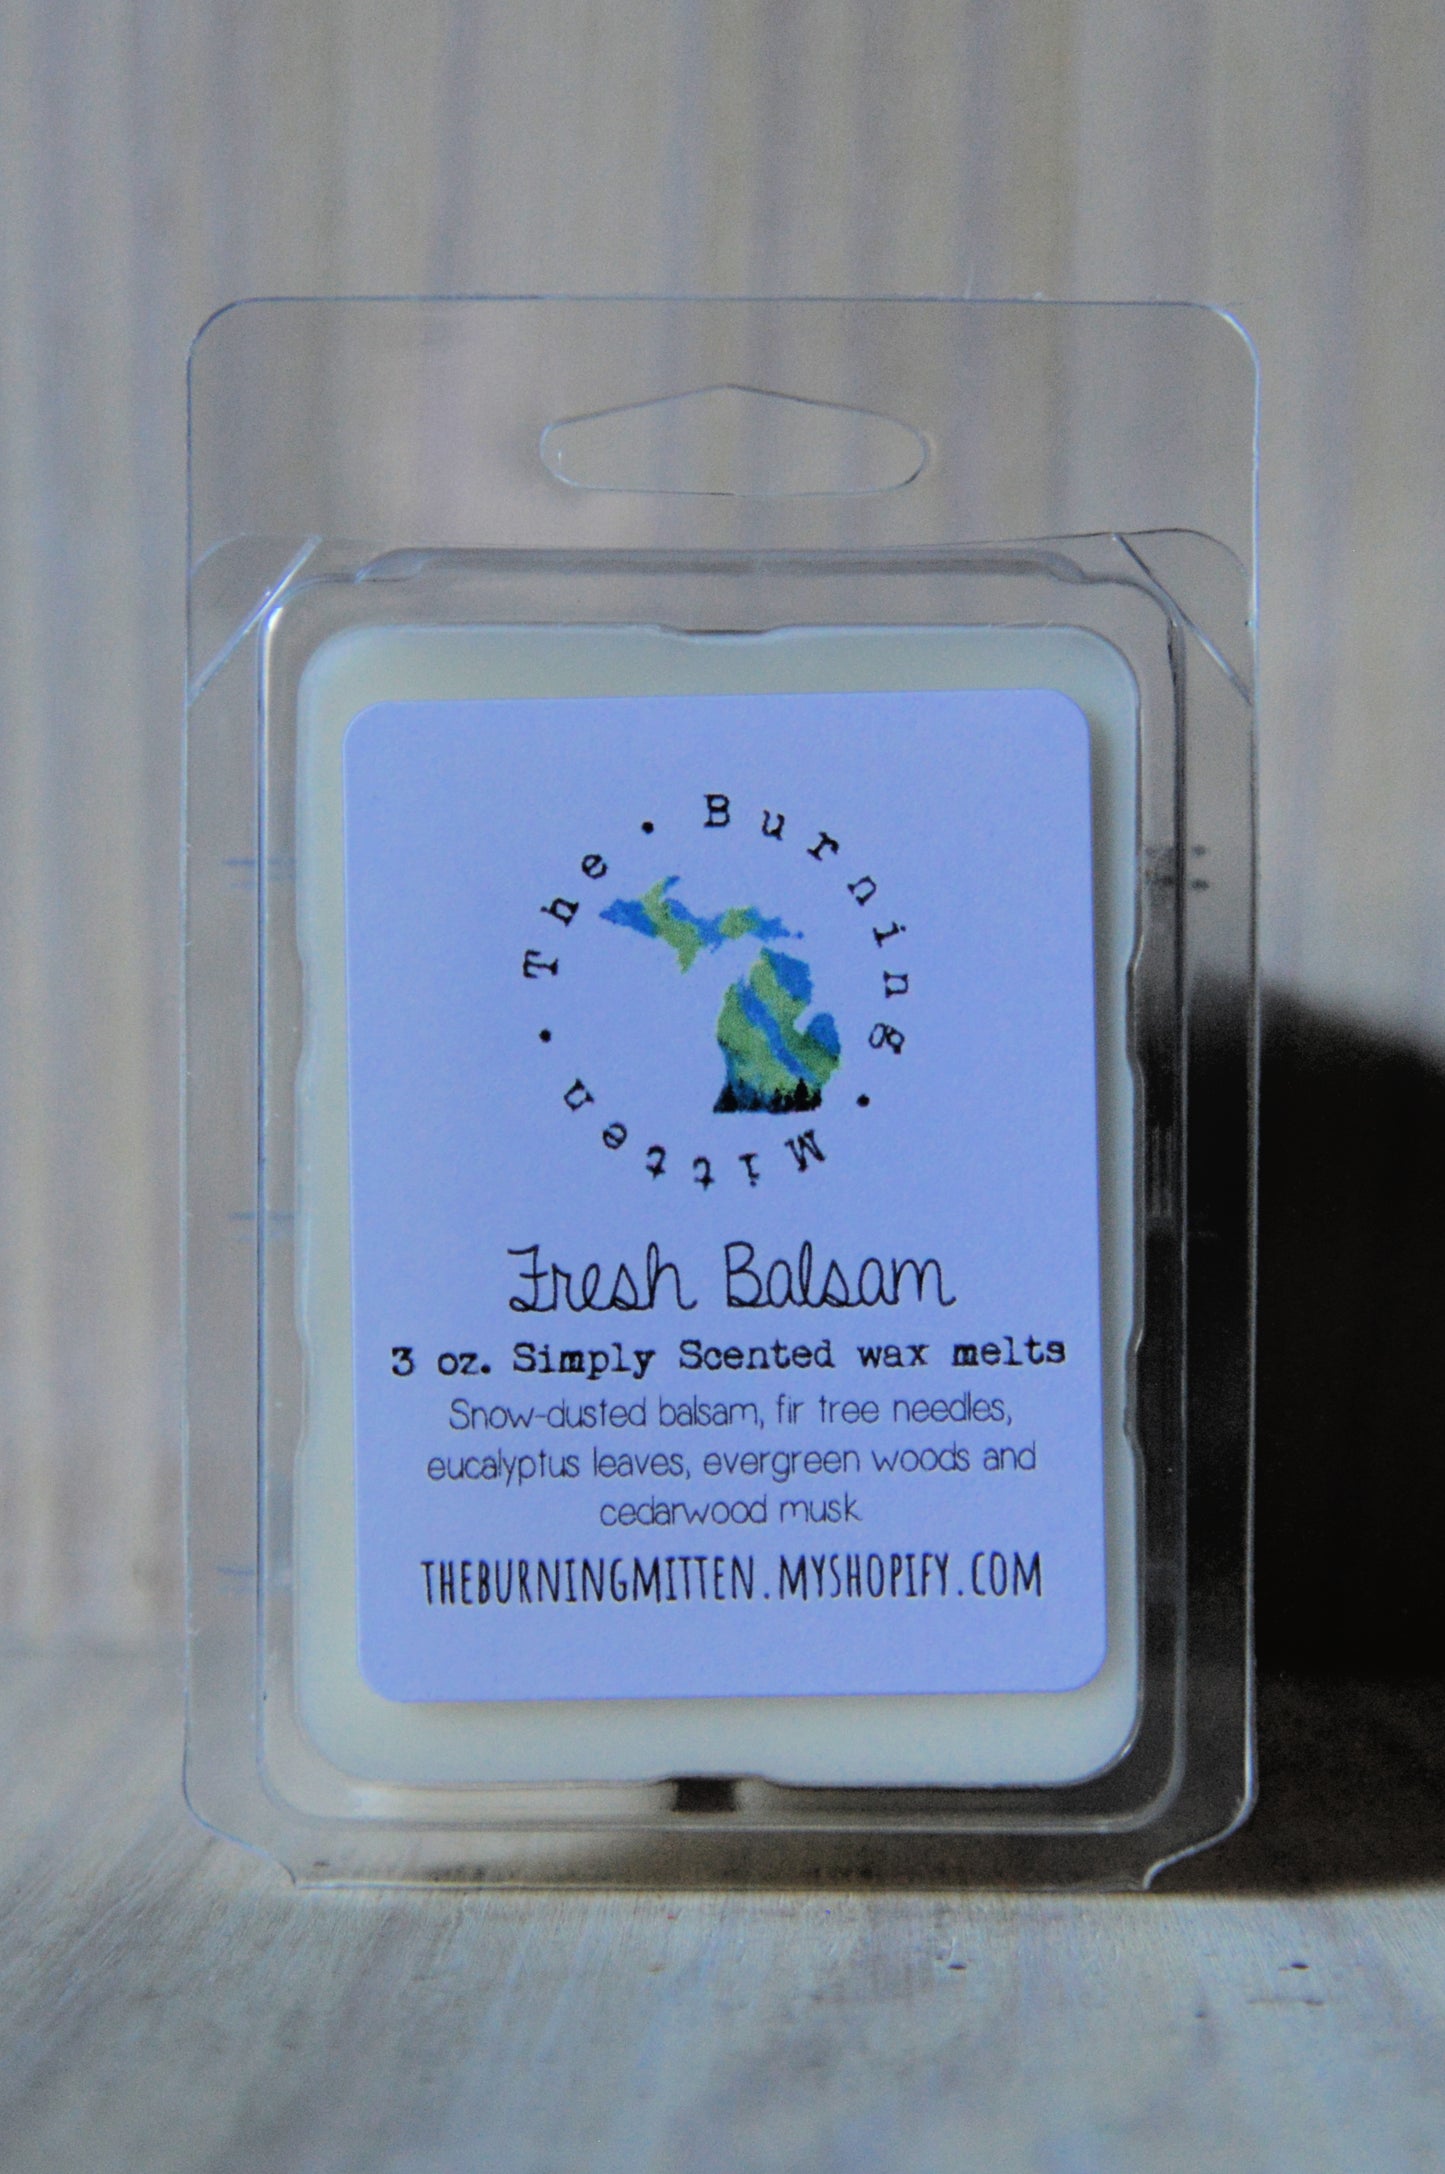 The • Burning • Mitten •
Fresh Balsam
3 oz. Simply Scented wax melts
Snow-dusted balsam, fir tree needles,
eucalyptus leaves, evergreen woods and
cedarwood musk
THEBURNINGMITTEN.MYSHOPIFY.COM